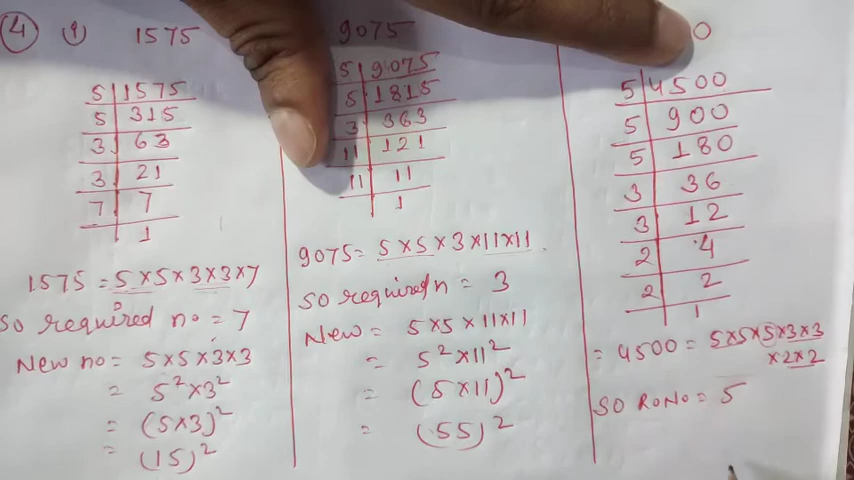 4 (i) 1575
5 | 1575
5 | 315
3 | 63
3 | 21
7 | 7
1
1575 = 5×5×3×3×7
So required no = 7
New no = 5×5×3×3
= 5²×3²
= (5×3)²
= (15)²
9075
5 | 9075
5 | 1815
3 | 363
11 | 121
11 | 11
1
9075 = 5×5×3×11×11
So required n = 3
New = 5×5×11×11
= 5²×11²
= (5×11)²
= (55)²
0
5 | 4500
5 | 900
5 | 180
3 | 36
3 | 12
2 | 4
2 | 2
1
= 4500 = 5×5×5×3×3
×2×2
So R.No = 5